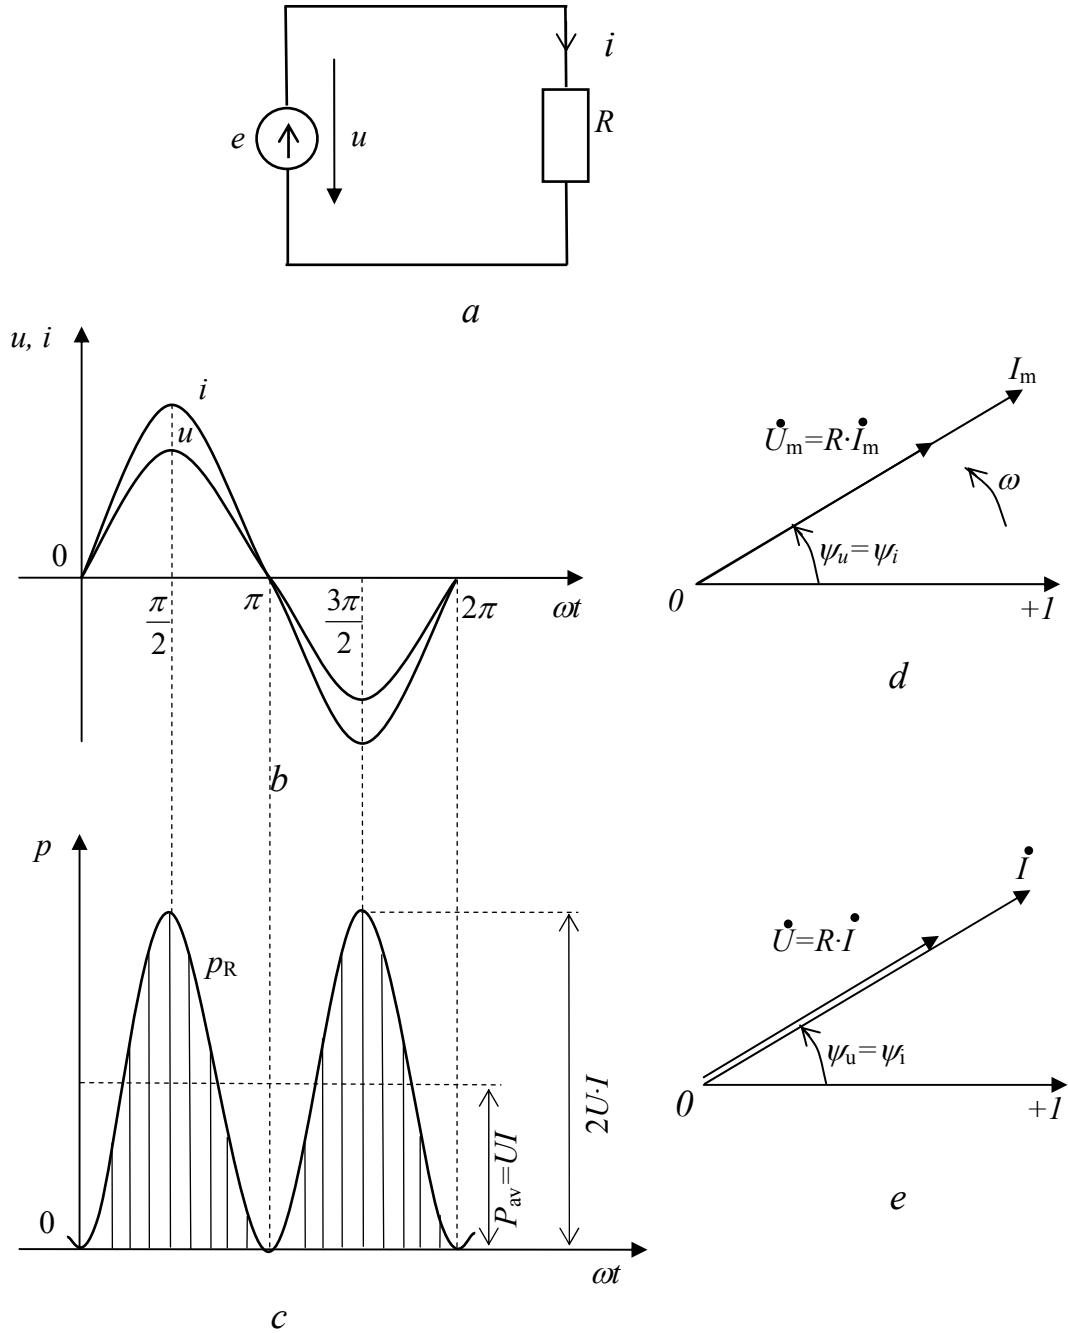 i
e
u
R
a
u, i
i
u
0
π/2
π
3π/2
2π
ωt
b
I_m
U̇_m=R·İ_m
ω
ψ_u=ψ_i
0
+1
d
p
p_R
2U·I
P_av=UI
0
ωt
c
İ
U̇=R·İ
ψ_u=ψ_i
0
+1
e